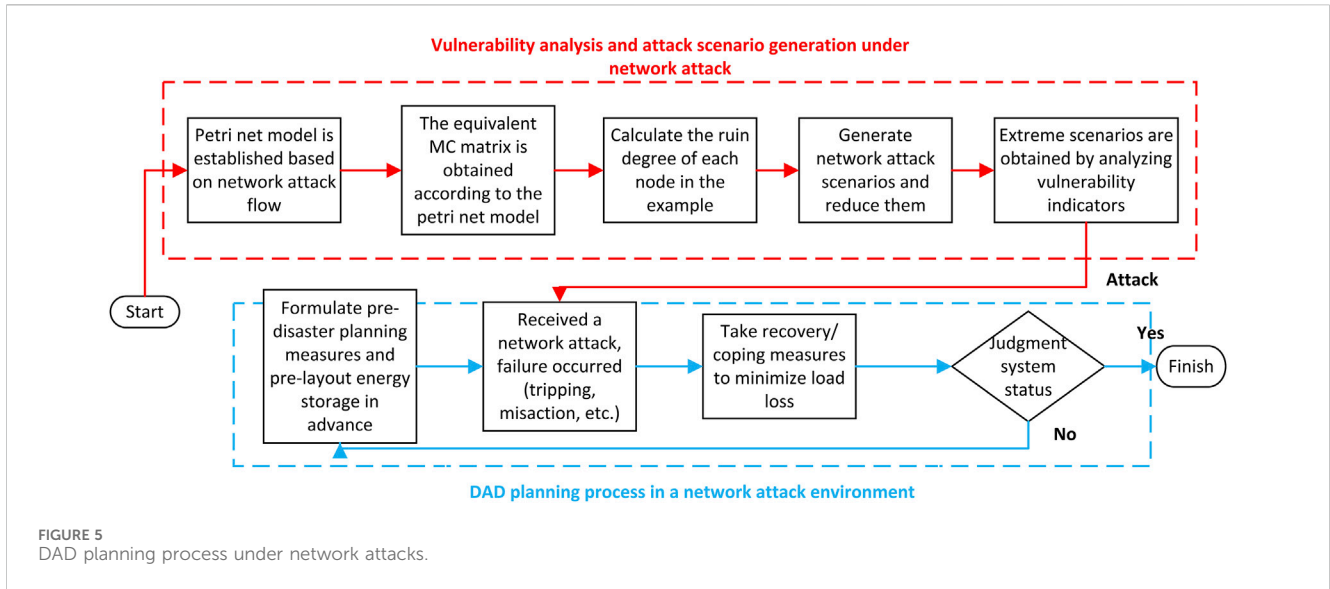 Vulnerability analysis and attack scenario generation under
network attack
Petri net model is
established based
on network attack
flow
The equivalent
MC matrix is
obtained
according to the
petri net model
Calculate the ruin
degree of each
node in the
example
Generate
network attack
scenarios and
reduce them
Extreme scenarios are
obtained by analyzing
vulnerability
indicators
Attack
Start
Formulate pre-
disaster planning
measures and
pre-layout energy
storage in
advance
Received a
network attack,
failure occurred
(tripping,
misaction, etc.)
Take recovery/
coping measures
to minimize load
loss
Judgment
system
status
Yes
Finish
No
DAD planning process in a network attack environment
FIGURE 5
DAD planning process under network attacks.